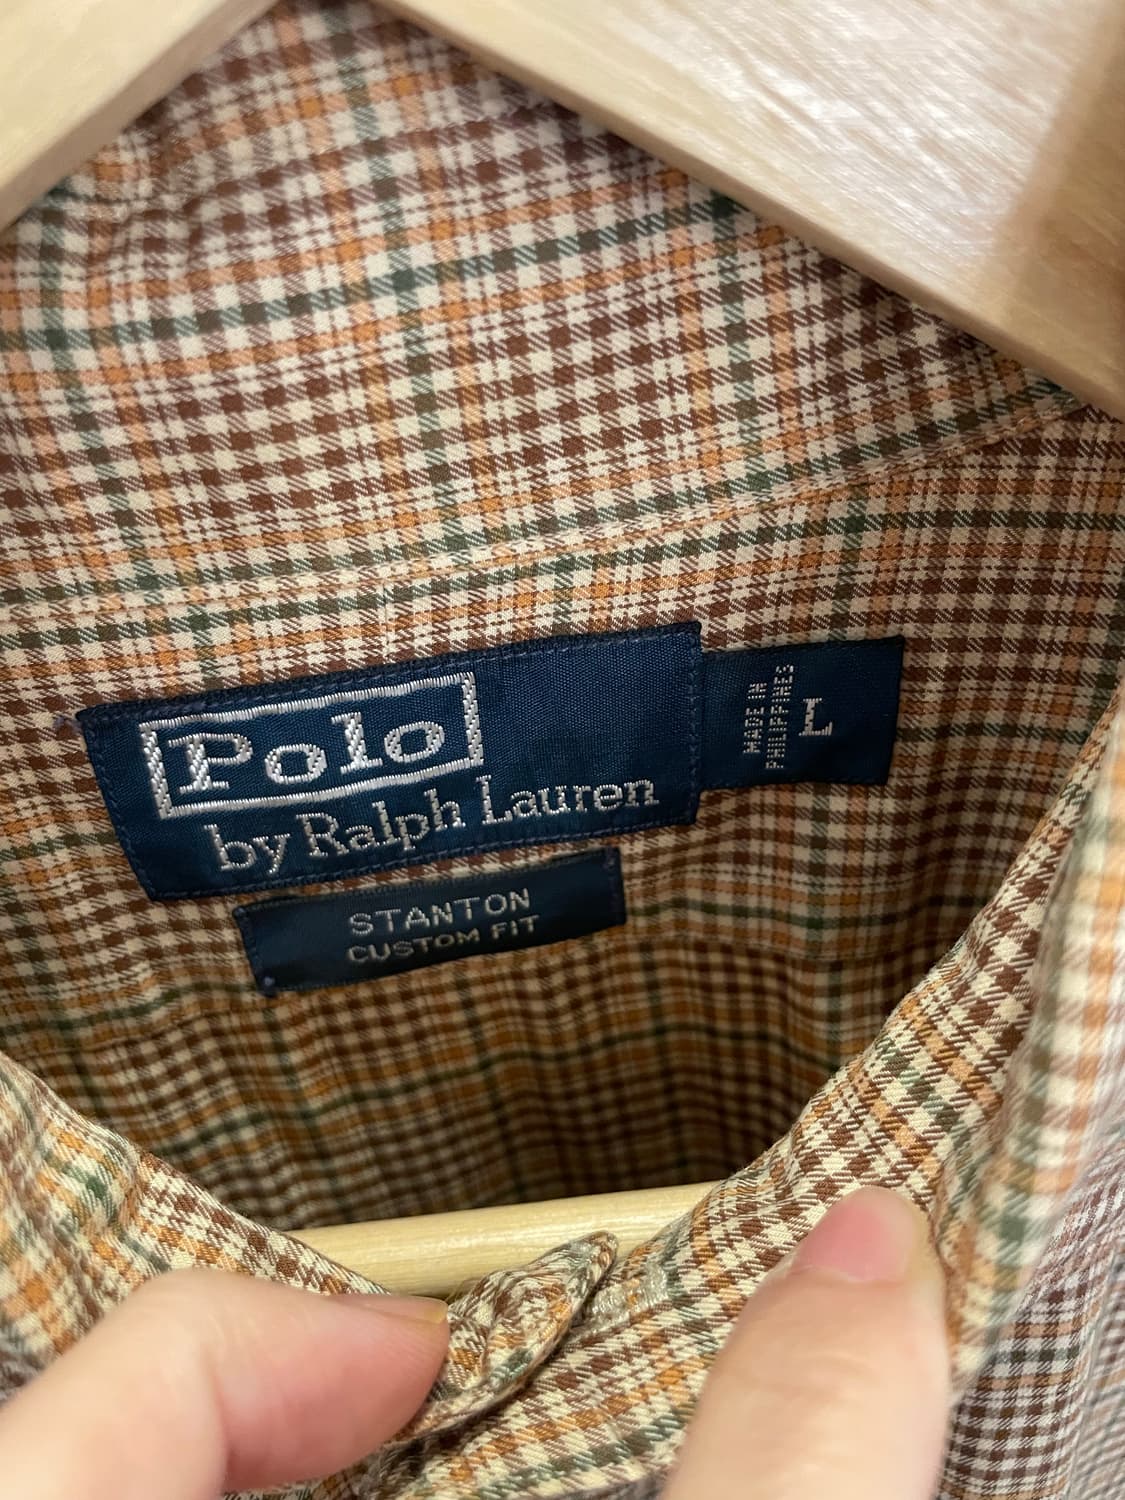 Polo
by Ralph Lauren
MADE IN
PHILIPPINES
L
STANTON
CUSTOM FIT